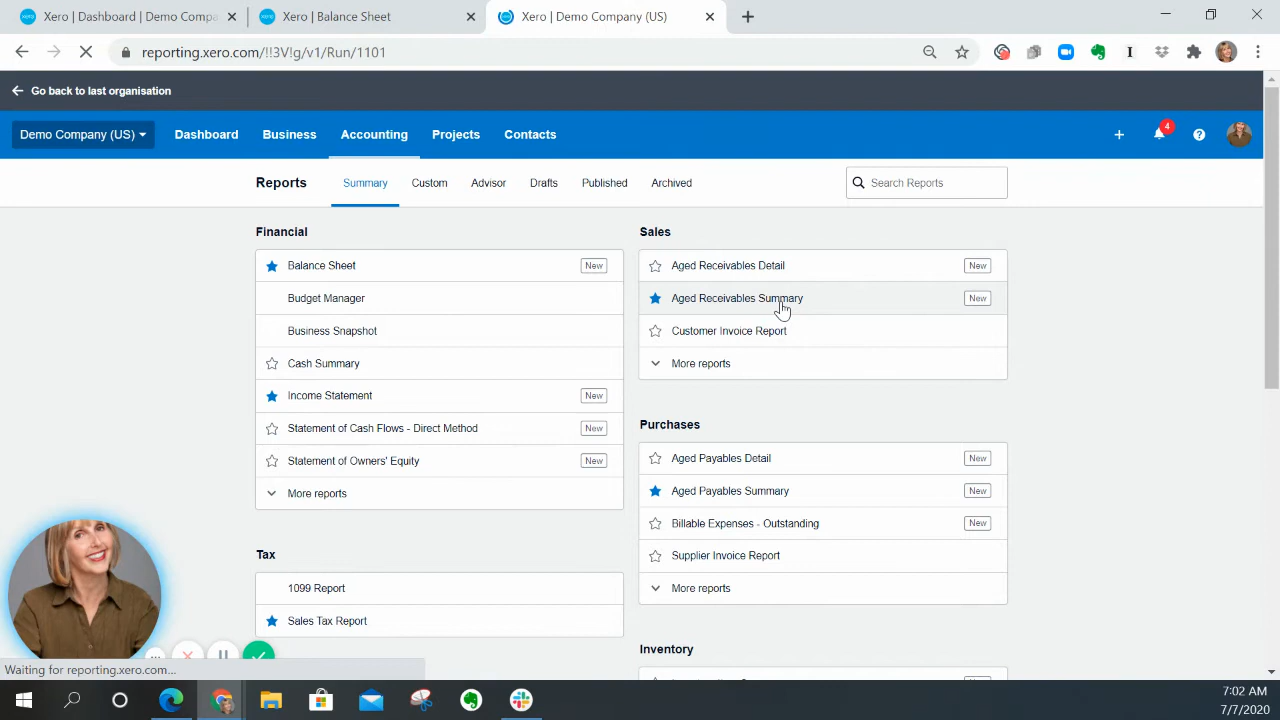 Xero | Dashboard | Demo Compa
Xero | Balance Sheet
Xero | Demo Company (US)
reporting.xero.com/!!3V!g/v1/Run/1101
Go back to last organisation
Demo Company (US)
Dashboard
Business
Accounting
Projects
Contacts
4
Reports
Summary
Custom
Advisor
Drafts
Published
Archived
Search Reports
Financial
Balance Sheet New
Budget Manager
Business Snapshot
Cash Summary
Income Statement New
Statement of Cash Flows - Direct Method New
Statement of Owners' Equity New
More reports
Tax
1099 Report
Sales Tax Report
Sales
Aged Receivables Detail New
Aged Receivables Summary New
Customer Invoice Report
More reports
Purchases
Aged Payables Detail New
Aged Payables Summary New
Billable Expenses - Outstanding New
Supplier Invoice Report
More reports
Inventory
Waiting for reporting.xero.com...
7:02 AM
7/7/2020